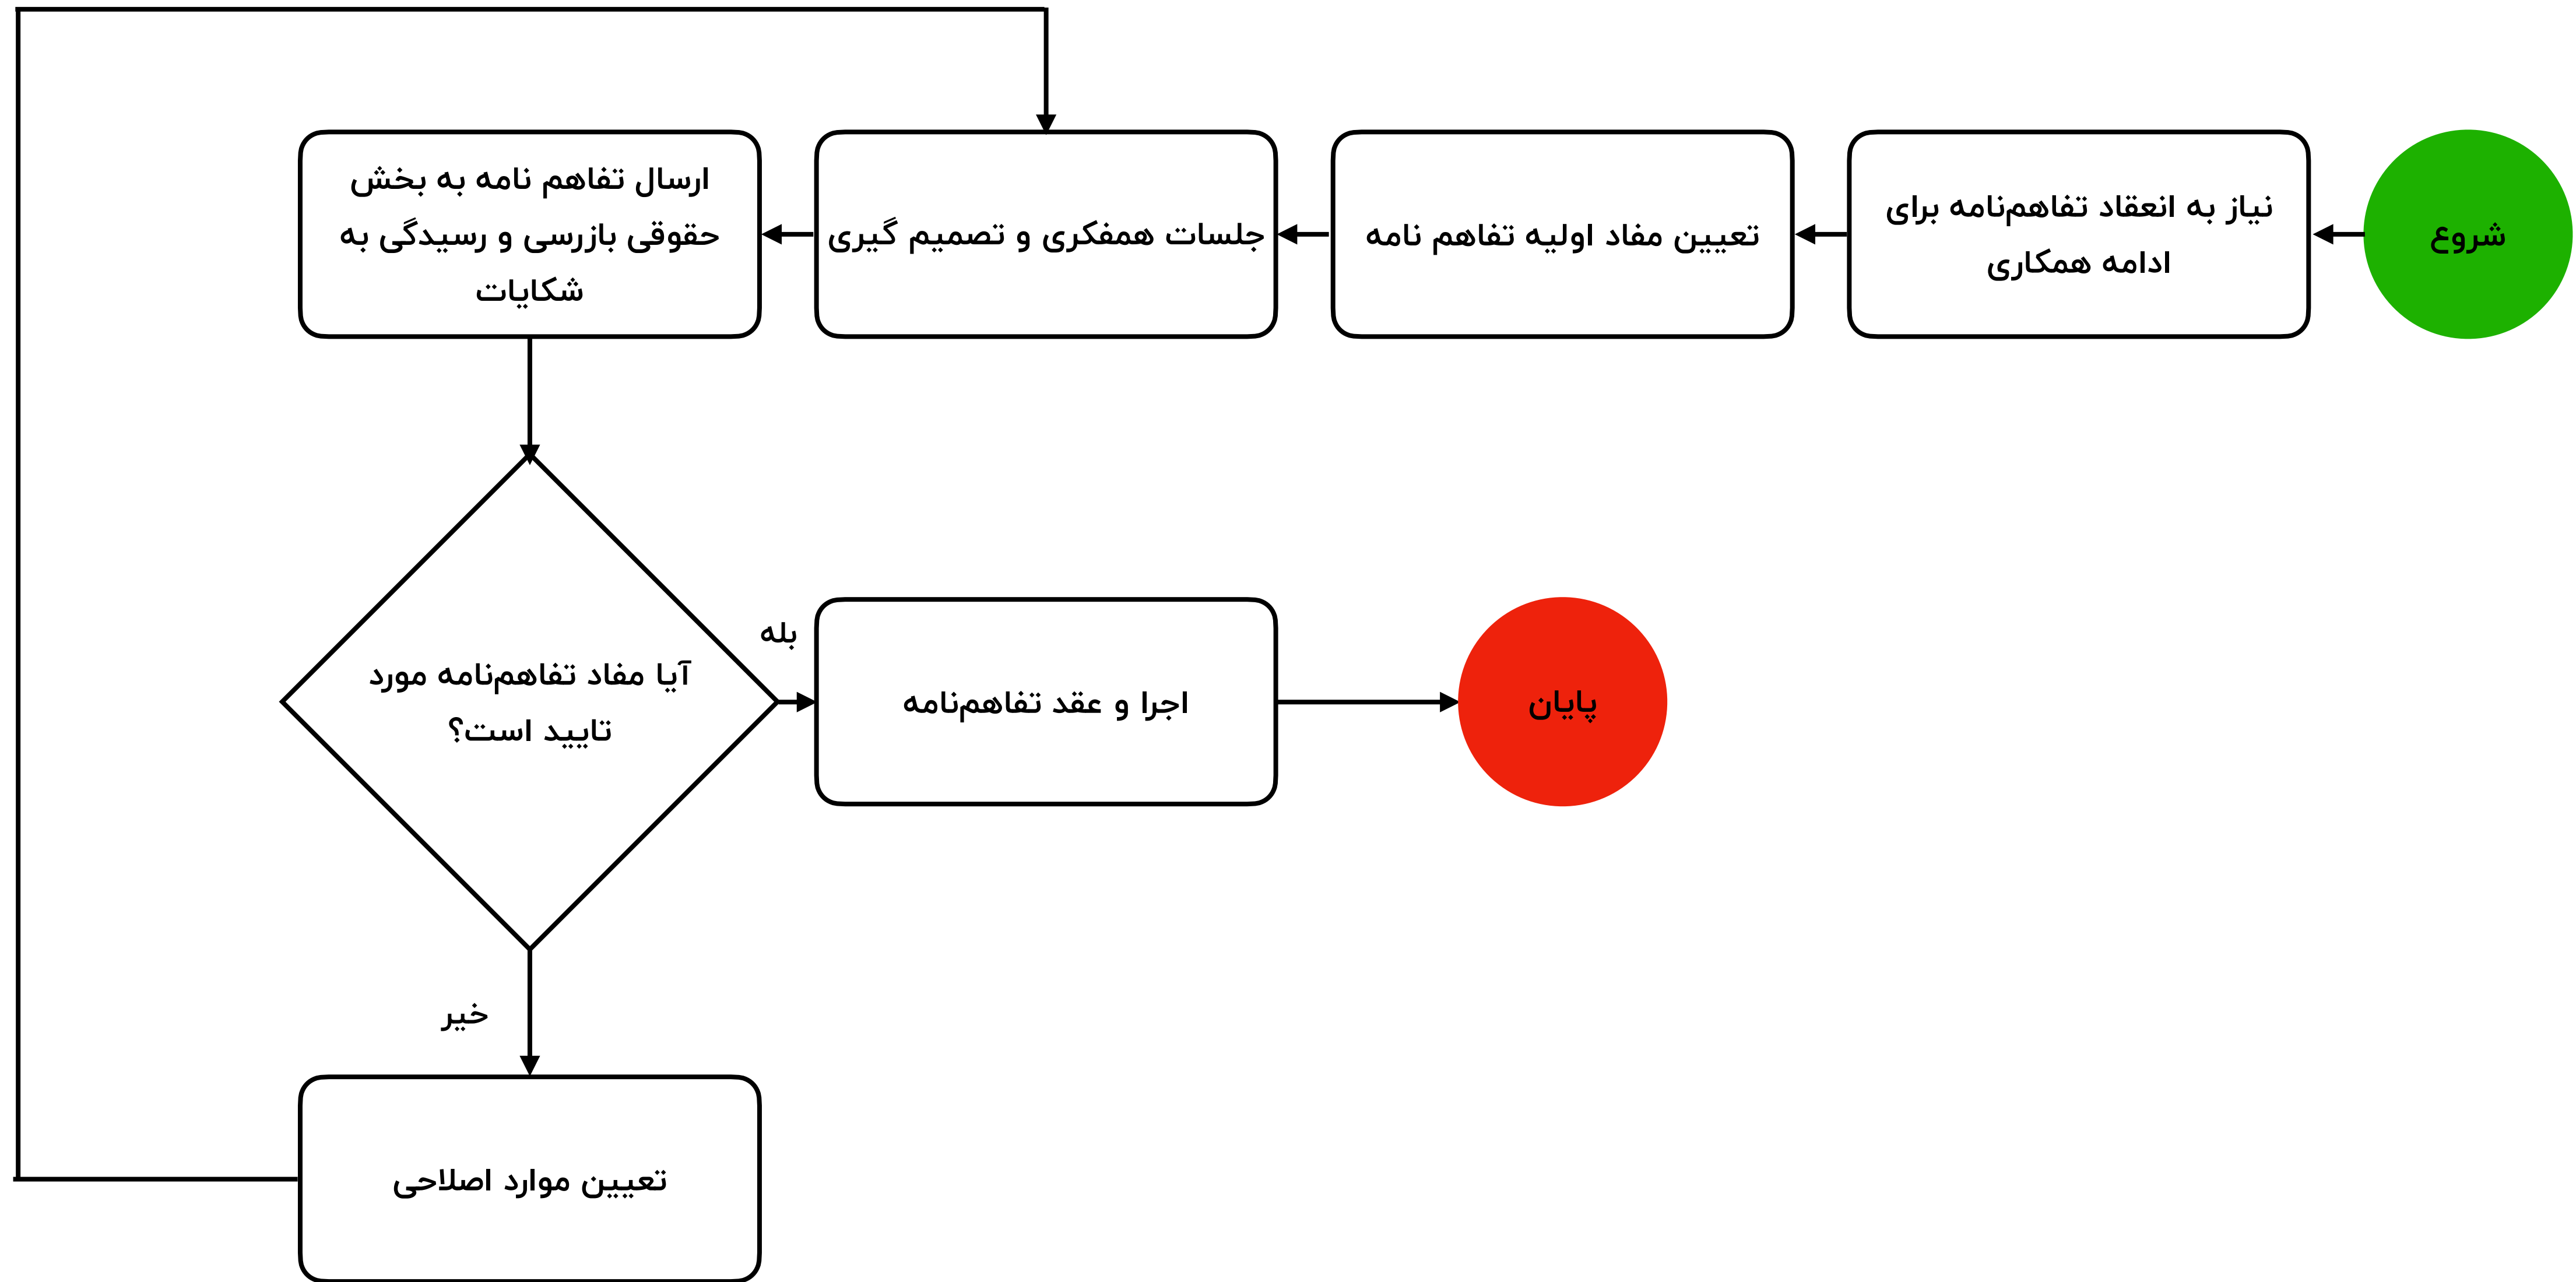 شروع
نیاز به انعقاد تفاهم‌نامه برای
ادامه همکاری
تعیین مفاد اولیه تفاهم نامه
جلسات همفکری و تصمیم گیری
ارسال تفاهم نامه به بخش
حقوقی بازرسی و رسیدگی به
شکایات
آیا مفاد تفاهم‌نامه مورد
تایید است؟
بله
اجرا و عقد تفاهم‌نامه
پایان
خیر
تعیین موارد اصلاحی